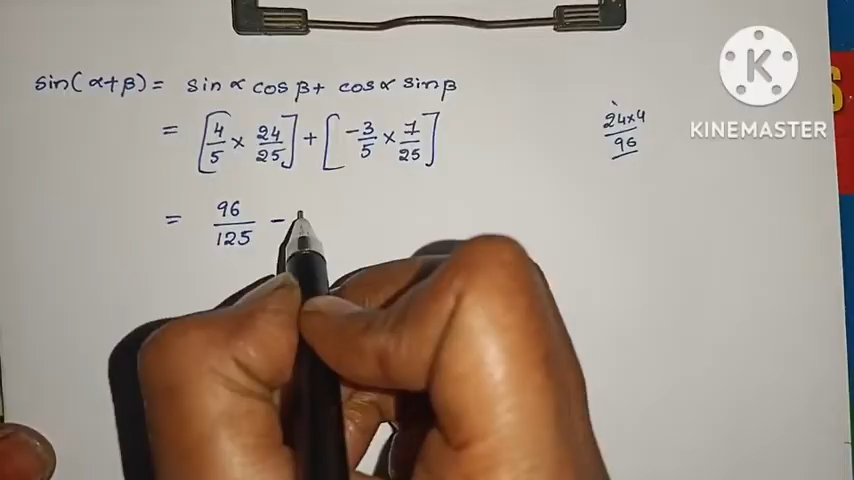 sin(α+β) = sin α cos β + cos α sin β
= [4/5 × 24/25] + [-3/5 × 7/25]
24×4
96
= 96/125 -
K
KINEMASTER